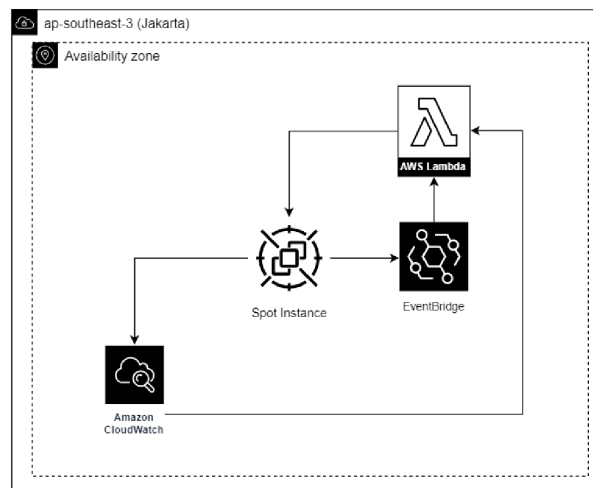 ap-southeast-3 (Jakarta)
Availability zone
AWS Lambda
Spot Instance
EventBridge
Amazon
CloudWatch